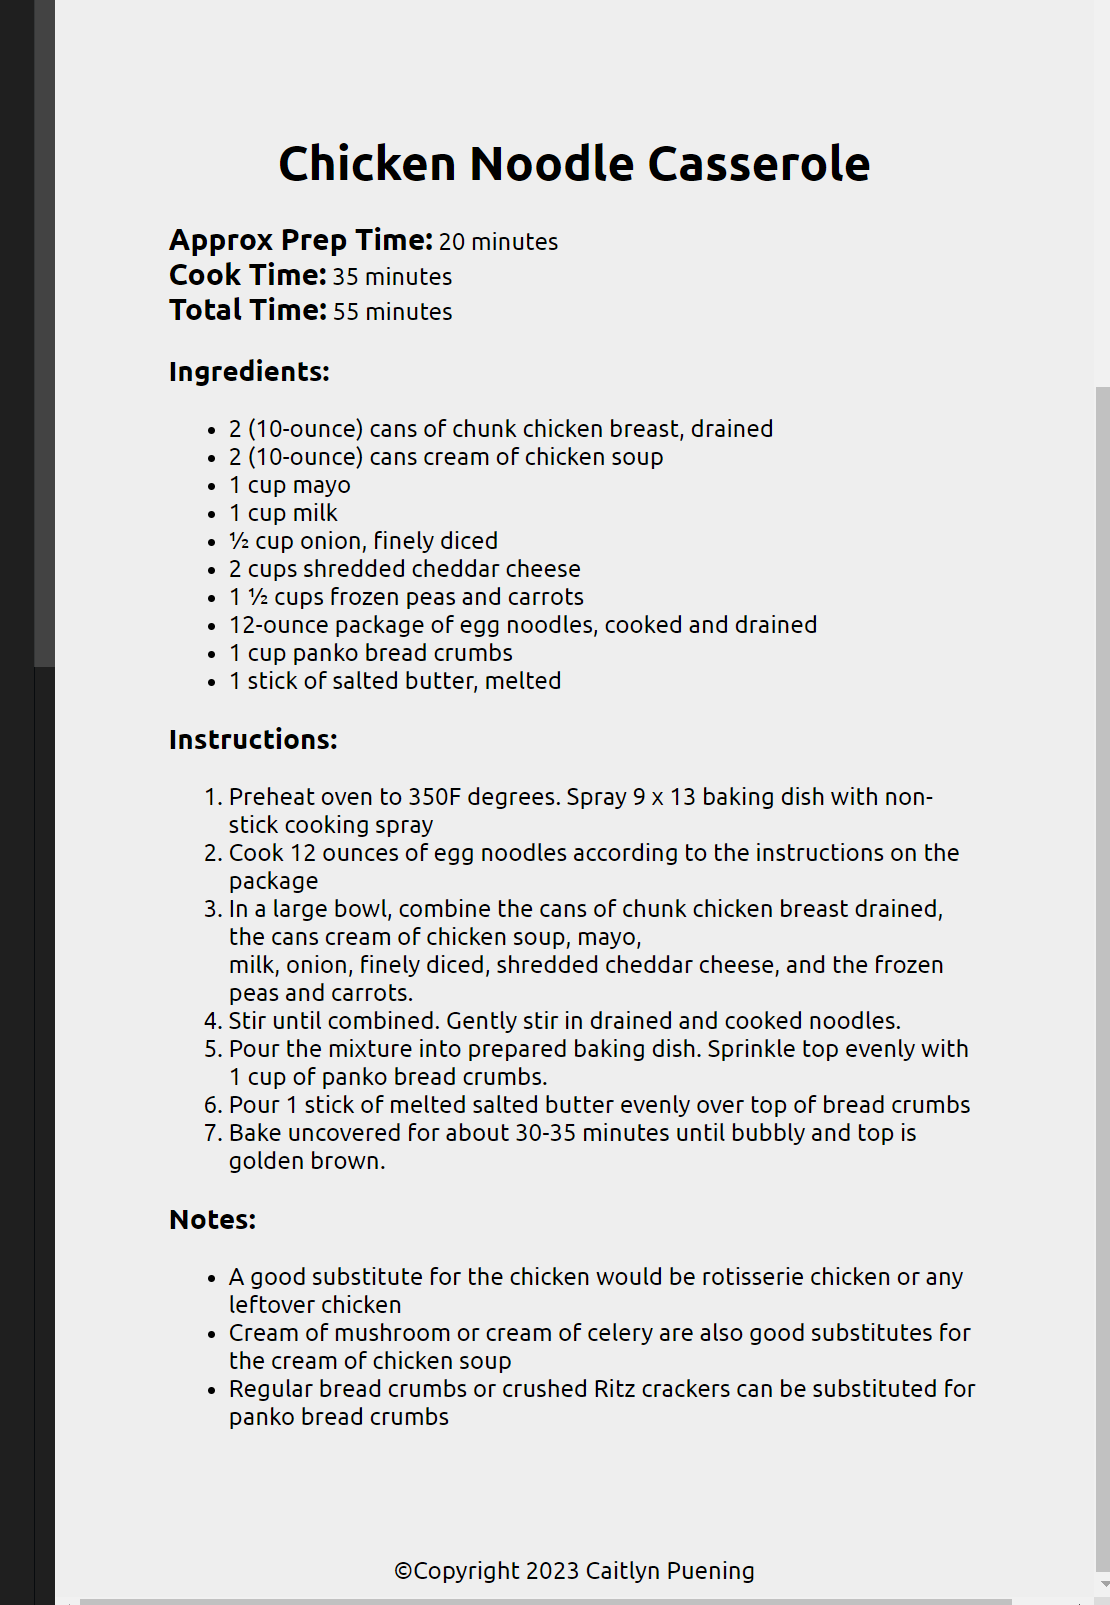 Chicken Noodle Casserole
Approx Prep Time: 20 minutes
Cook Time: 35 minutes
Total Time: 55 minutes
Ingredients:
• 2 (10-ounce) cans of chunk chicken breast, drained
• 2 (10-ounce) cans cream of chicken soup
• 1 cup mayo
• 1 cup milk
• ½ cup onion, finely diced
• 2 cups shredded cheddar cheese
• 1 ½ cups frozen peas and carrots
• 12-ounce package of egg noodles, cooked and drained
• 1 cup panko bread crumbs
• 1 stick of salted butter, melted
Instructions:
1. Preheat oven to 350F degrees. Spray 9 x 13 baking dish with non-
stick cooking spray
2. Cook 12 ounces of egg noodles according to the instructions on the
package
3. In a large bowl, combine the cans of chunk chicken breast drained,
the cans cream of chicken soup, mayo,
milk, onion, finely diced, shredded cheddar cheese, and the frozen
peas and carrots.
4. Stir until combined. Gently stir in drained and cooked noodles.
5. Pour the mixture into prepared baking dish. Sprinkle top evenly with
1 cup of panko bread crumbs.
6. Pour 1 stick of melted salted butter evenly over top of bread crumbs
7. Bake uncovered for about 30-35 minutes until bubbly and top is
golden brown.
Notes:
• A good substitute for the chicken would be rotisserie chicken or any
leftover chicken
• Cream of mushroom or cream of celery are also good substitutes for
the cream of chicken soup
• Regular bread crumbs or crushed Ritz crackers can be substituted for
panko bread crumbs
©Copyright 2023 Caitlyn Puening